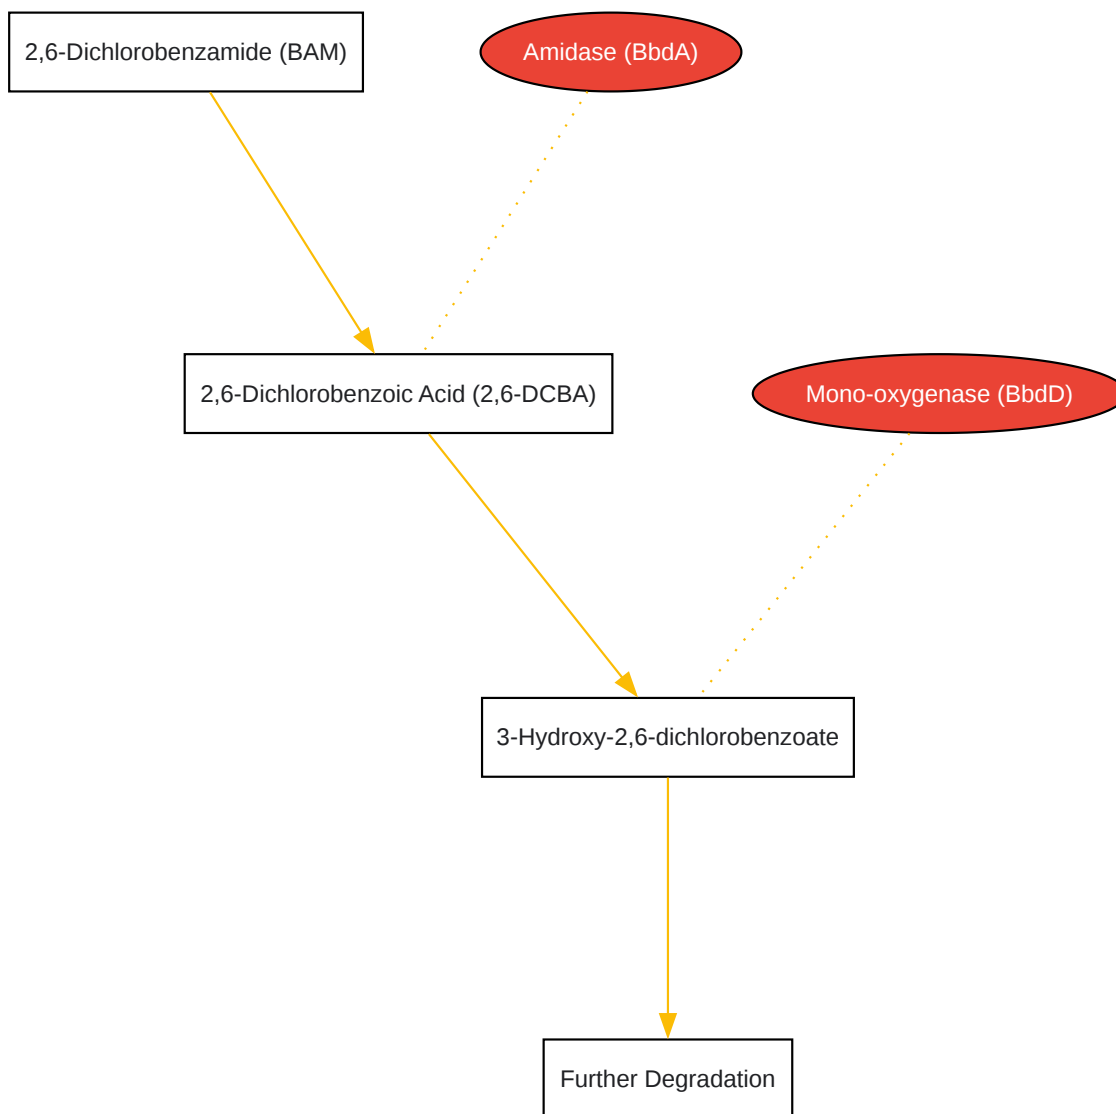 2,6-Dichlorobenzamide (BAM)
Amidase (BbdA)
2,6-Dichlorobenzoic Acid (2,6-DCBA)
Mono-oxygenase (BbdD)
3-Hydroxy-2,6-dichlorobenzoate
Further Degradation